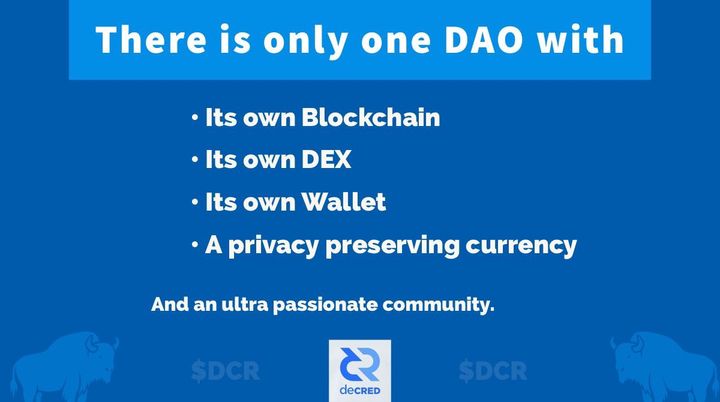 There is only one DAO with
• Its own Blockchain
• Its own DEX
• Its own Wallet
• A privacy preserving currency
And an ultra passionate community.
$DCR
$DCR
deCRED